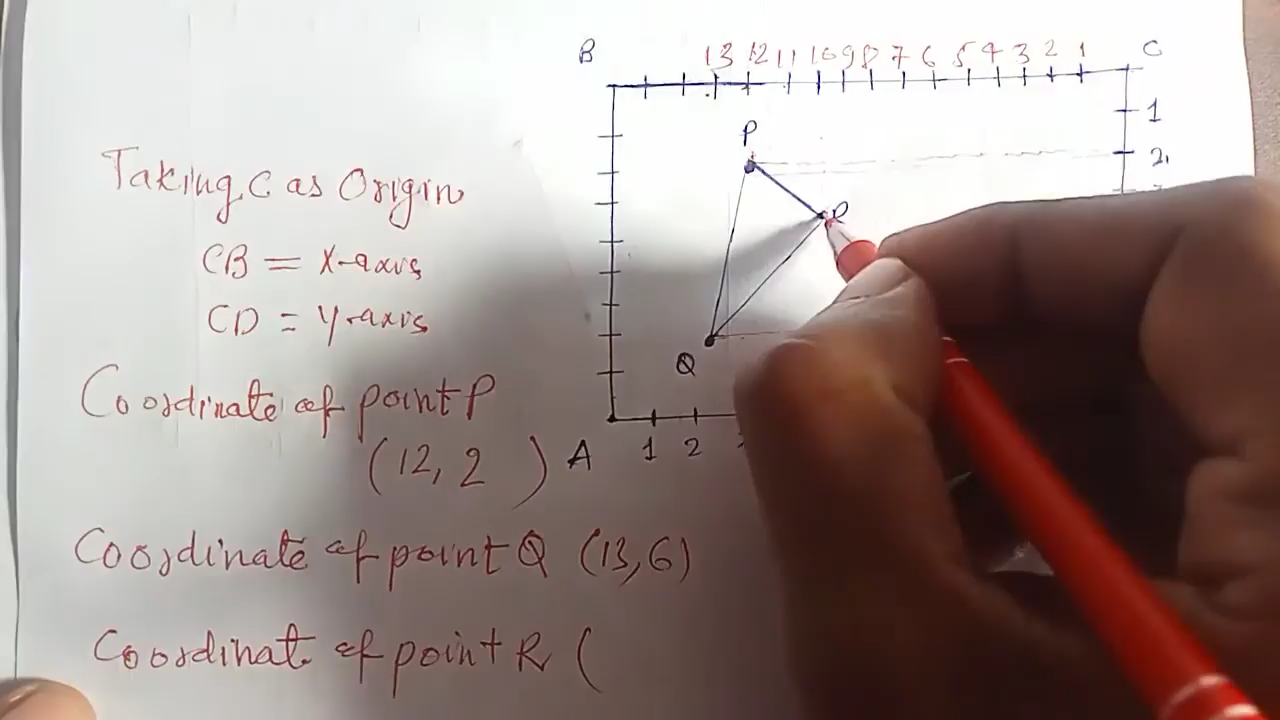 B 13 12 11 10 9 8 7 6 5 4 3 2 1 C
1
P
2
Taking C as Origin
R
CB = X-axis
CD = Y-axis
Q
Coordinate of point P
(12, 2 )
A 1 2
Coordinate of point Q (13,6)
Coordinat of point R (